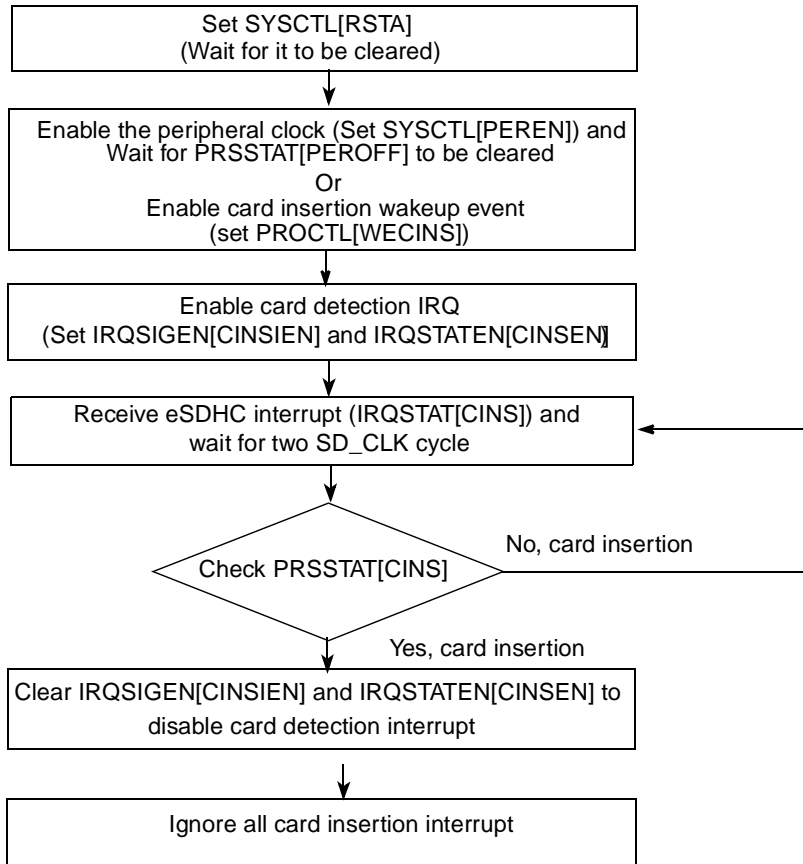 Set SYSCTL[RSTA]
(Wait for it to be cleared)
Enable the peripheral clock (Set SYSCTL[PEREN]) and
Wait for PRSSTAT[PEROFF] to be cleared
Or
Enable card insertion wakeup event
(set PROCTL[WECINS])
Enable card detection IRQ
(Set IRQSIGEN[CINSIEN] and IRQSTATEN[CINSEN])
Receive eSDHC interrupt (IRQSTAT[CINS]) and
wait for two SD_CLK cycle
Check PRSSTAT[CINS]
No, card insertion
Yes, card insertion
Clear IRQSIGEN[CINSIEN] and IRQSTATEN[CINSEN] to
disable card detection interrupt
Ignore all card insertion interrupt